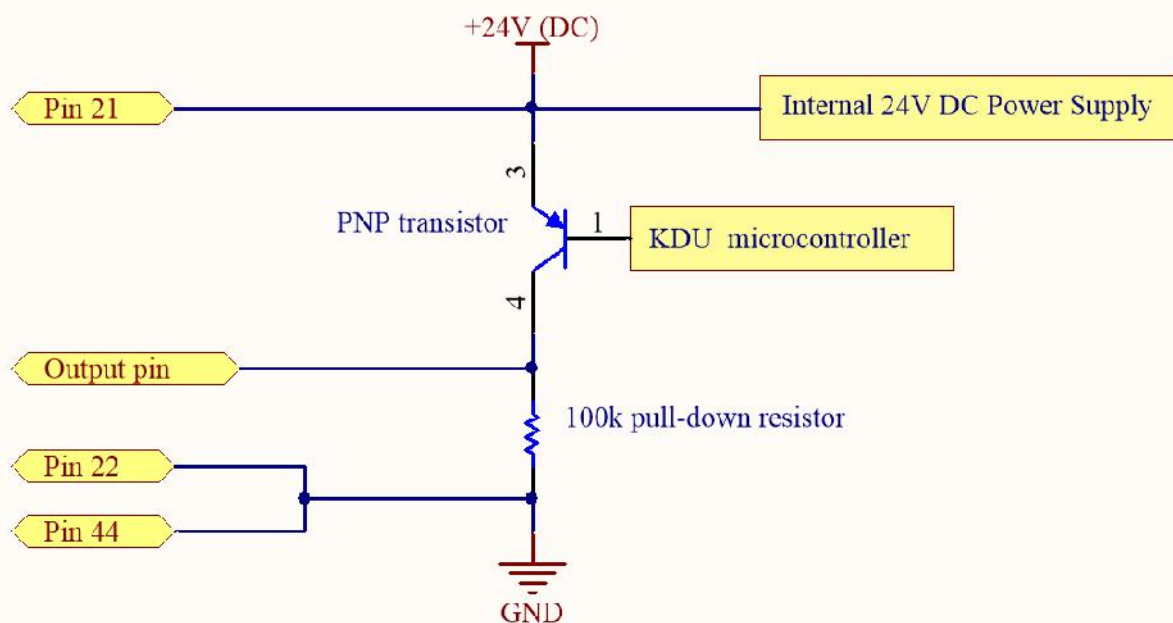 +24V (DC)
Pin 21
Internal 24V DC Power Supply
3
PNP transistor
1
KDU microcontroller
4
Output pin
100k pull-down resistor
Pin 22
Pin 44
GND